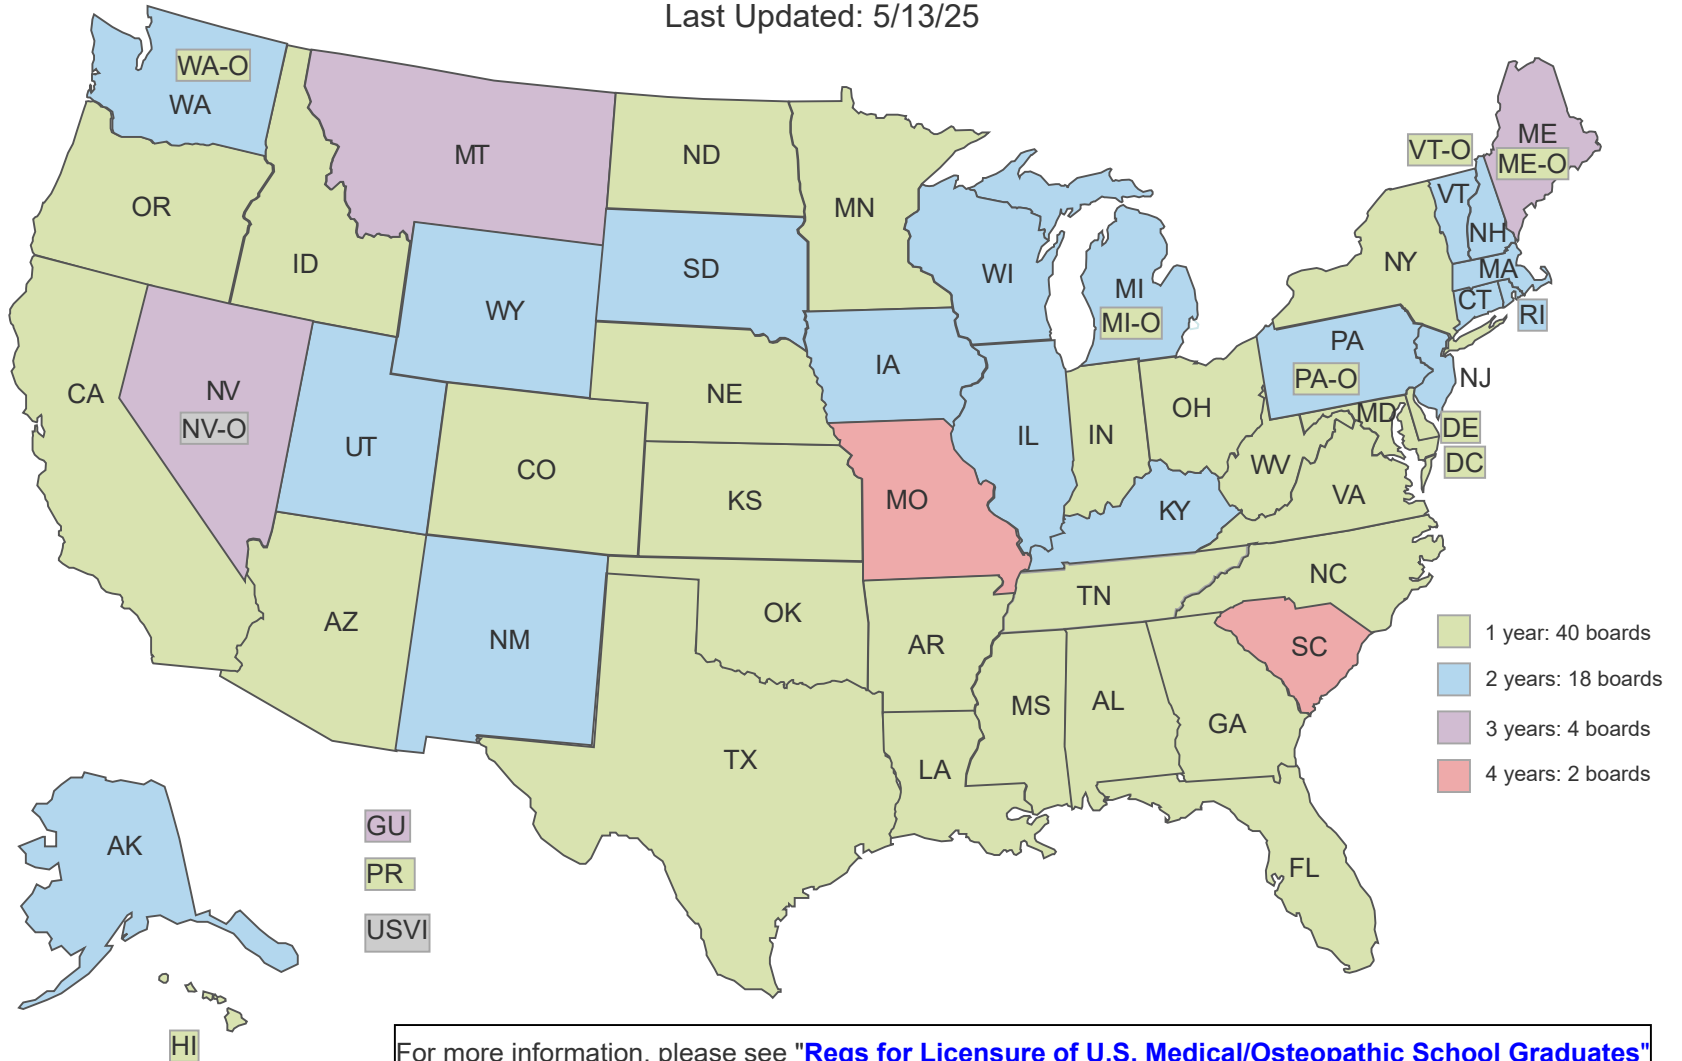 Last Updated: 5/13/25
WA-O
WA
MT
ND
MN
OR
ID
WY
SD
WI
MI
MI-O
VT-O
ME
ME-O
VT
NH
NY
MA
CT
RI
PA
PA-O
NJ
MD
DE
DC
CA
NV
NV-O
UT
CO
NE
IA
IL
IN
OH
WV
VA
KS
MO
KY
AZ
NM
OK
AR
TN
NC
SC
TX
LA
MS
AL
GA
FL
AK
HI
GU
PR
USVI
1 year: 40 boards
2 years: 18 boards
3 years: 4 boards
4 years: 2 boards
For more information, please see "Regs for Licensure of U.S. Medical/Osteopathic School Graduates"